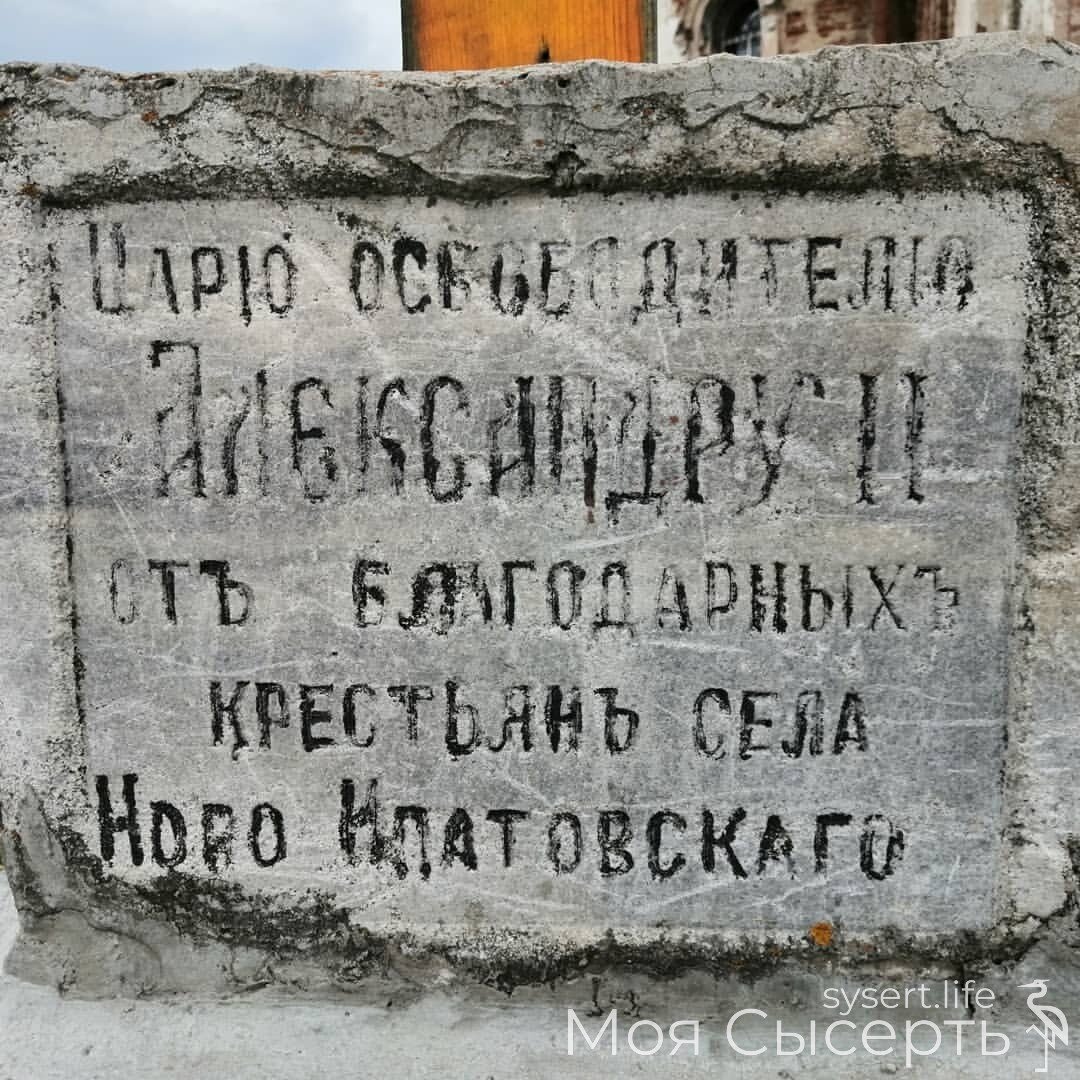 Царю освободителю
Александру II
отъ благодарныхъ
крестьянъ села
Ново Ипатовскаго
sysert.life
Моя Сысерть